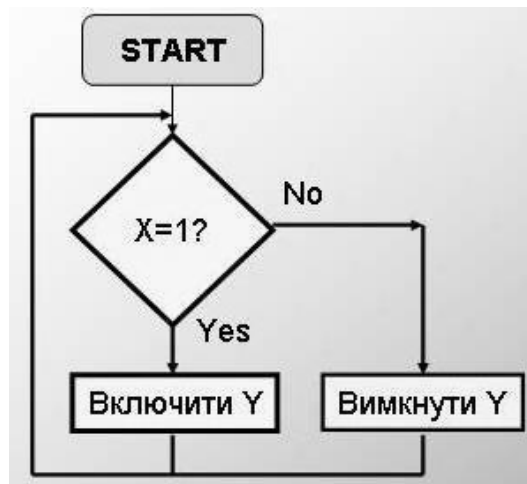 START
X=1?
No
Yes
Включити Y
Вимкнути Y